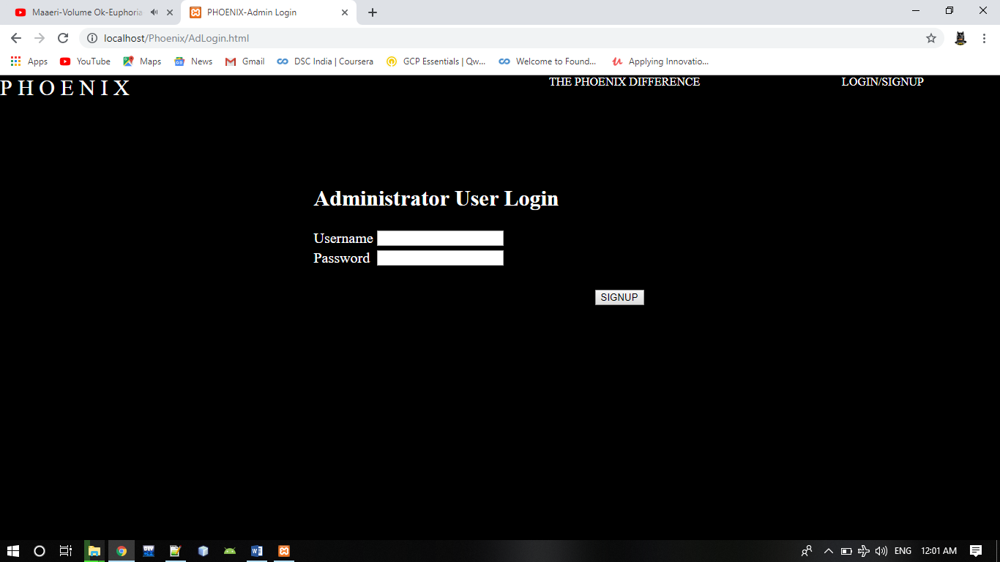 Maaeri-Volume Ok-Euphoria
PHOENIX-Admin Login
localhost/Phoenix/AdLogin.html
Apps YouTube Maps News Gmail DSC India | Coursera GCP Essentials | Qw... Welcome to Found... Applying Innovatio...
P H O E N I X THE PHOENIX DIFFERENCE LOGIN/SIGNUP
Administrator User Login
Username
Password
SIGNUP
ENG 12:01 AM